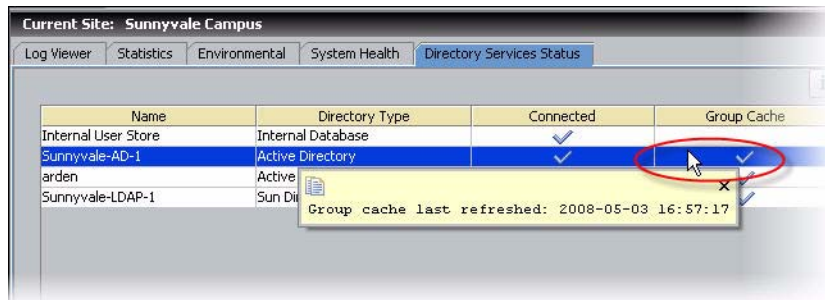 Current Site: Sunnyvale Campus
Log Viewer Statistics Environmental System Health Directory Services Status
Name Directory Type Connected Group Cache
Internal User Store Internal Database
Sunnyvale-AD-1 Active Directory
arden Active
Sunnyvale-LDAP-1 Sun Di
Group cache last refreshed: 2008-05-03 16:57:17